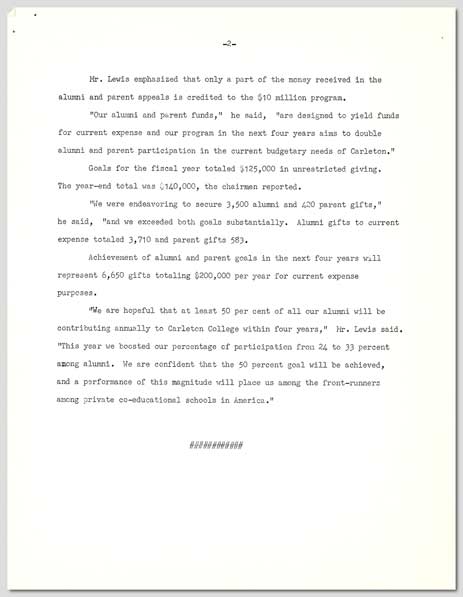 -2-
Mr. Lewis emphasized that only a part of the money received in the
alumni and parent appeals is credited to the $10 million program.
"Our alumni and parent funds," he said, "are designed to yield funds
for current expense and our program in the next four years aims to double
alumni and parent participation in the current budgetary needs of Carleton."
Goals for the fiscal year totaled $125,000 in unrestricted giving.
The year-end total was $140,000, the chairmen reported.
"We were endeavoring to secure 3,500 alumni and 420 parent gifts,"
he said, "and we exceeded both goals substantially. Alumni gifts to current
expense totaled 3,710 and parent gifts 583.
Achievement of alumni and parent goals in the next four years will
represent 6,650 gifts totaling $200,000 per year for current expense
purposes.
"We are hopeful that at least 50 per cent of all our alumni will be
contributing annually to Carleton College within four years," Mr. Lewis said.
"This year we boosted our percentage of participation from 24 to 33 percent
among alumni. We are confident that the 50 percent goal will be achieved,
and a performance of this magnitude will place us among the front-runners
among private co-educational schools in America."
############